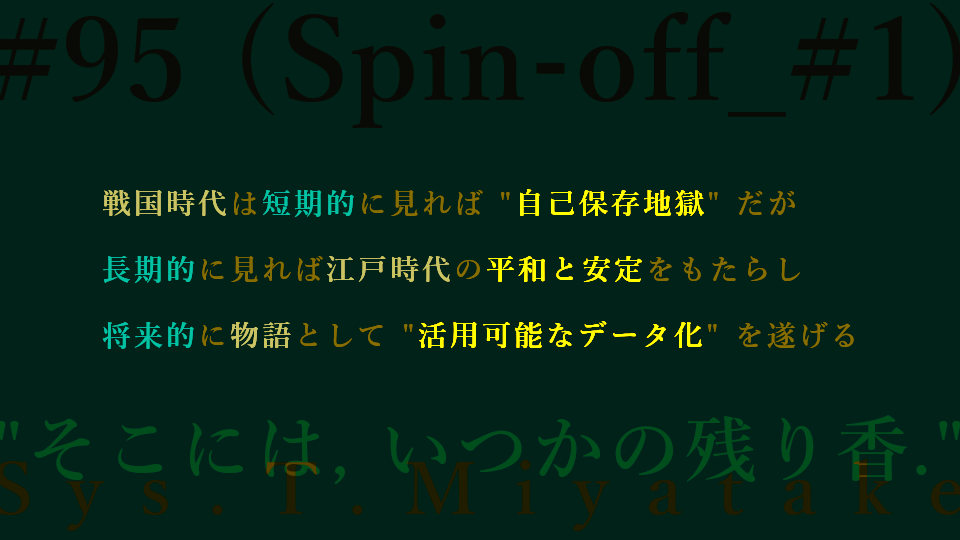 #95 (Spin-off_#1)
戦国時代は短期的に見れば "自己保存地獄" だが
長期的に見れば江戸時代の平和と安定をもたらし
将来的に物語として "活用可能なデータ化" を遂げる
"そこには, いつかの残り香."
Sys. T. Miyatake